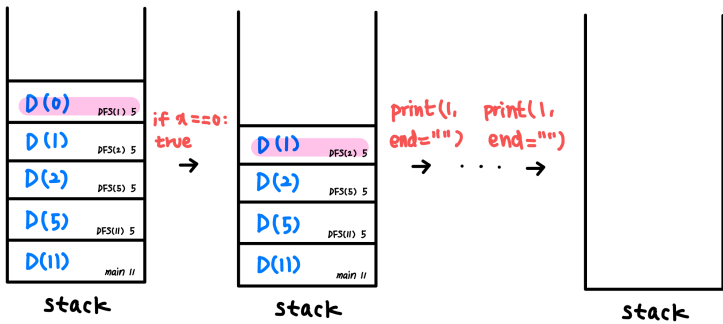 D(0) DFS(1) 5
D(1) DFS(2) 5
D(2) DFS(5) 5
D(5) DFS(11) 5
D(11) main 11
stack
if x==0:
true
→
D(1) DFS(2) 5
D(2) DFS(5) 5
D(5) DFS(11) 5
D(11) main 11
stack
print(1,
end="")
→
. . .
print(1,
end="")
→
stack